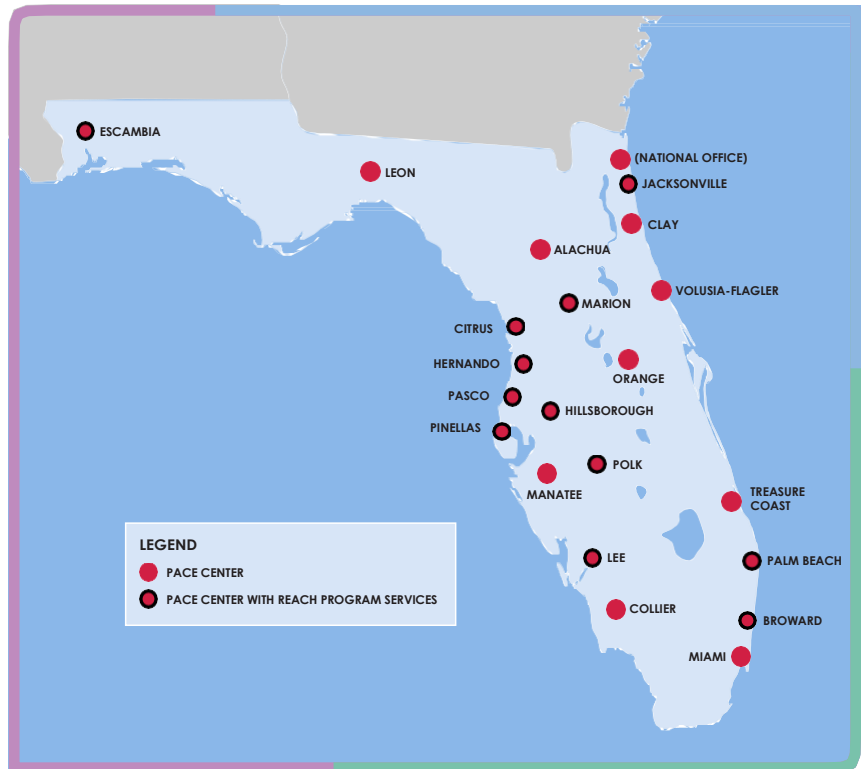 ESCAMBIA
(NATIONAL OFFICE)
LEON
JACKSONVILLE
CLAY
ALACHUA
VOLUSIA-FLAGLER
MARION
CITRUS
HERNANDO
ORANGE
PASCO
HILLSBOROUGH
PINELLAS
POLK
MANATEE
TREASURE
COAST
LEGEND
PACE CENTER
PACE CENTER WITH REACH PROGRAM SERVICES
LEE
PALM BEACH
COLLIER
BROWARD
MIAMI